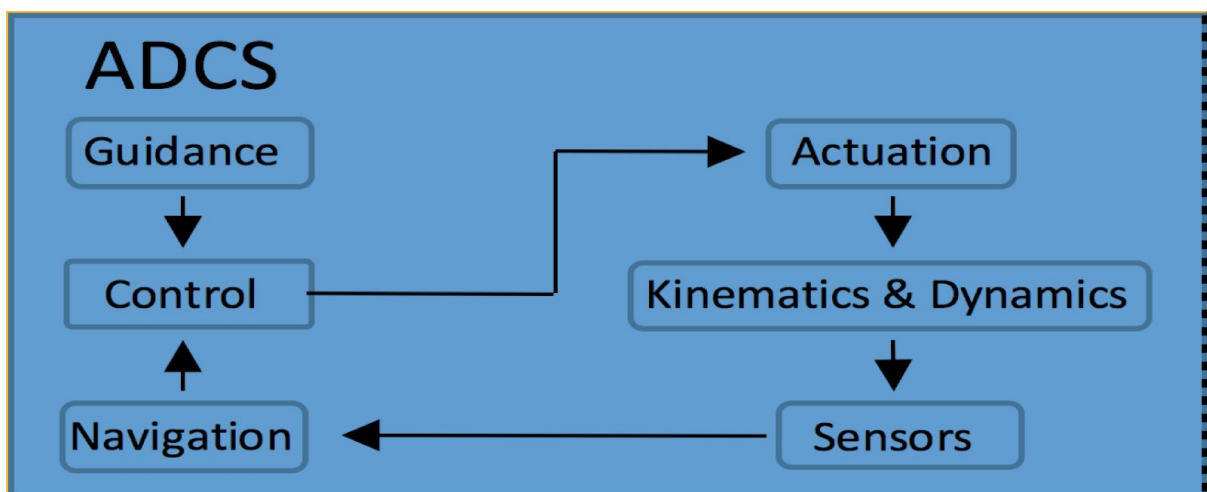 ADCS
Guidance
Actuation
Control
Kinematics & Dynamics
Navigation
Sensors